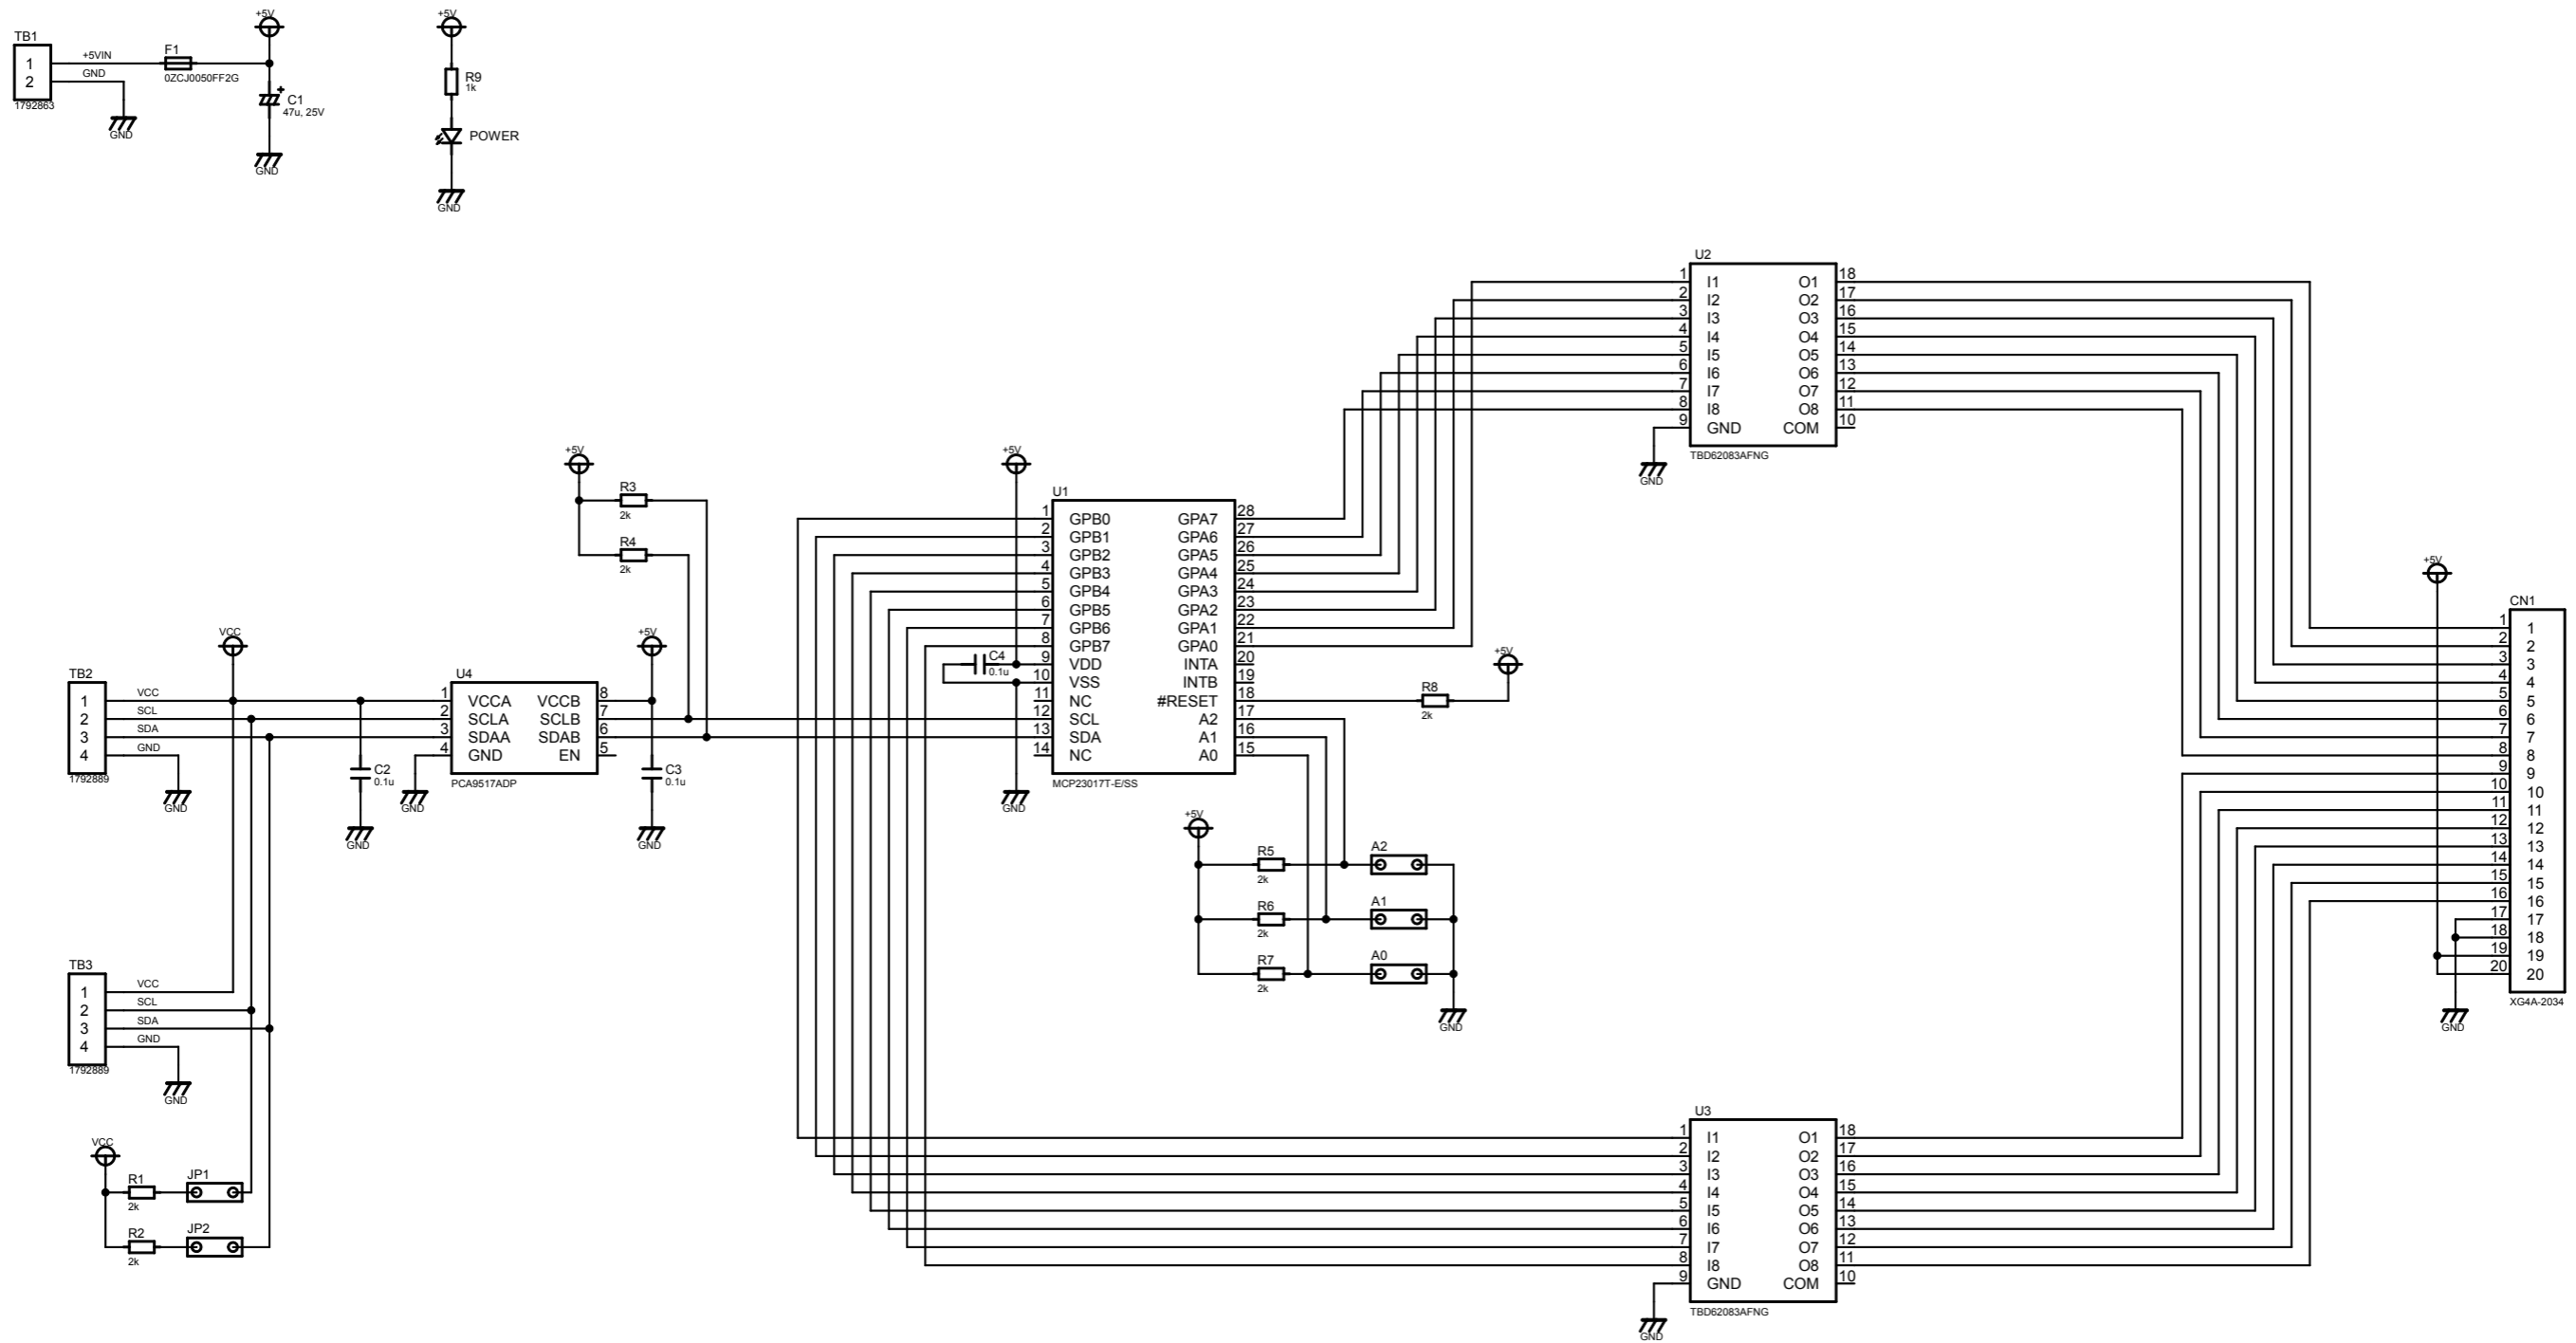 +5V
TB1
1
2
+5VIN
GND
1792863
GND
F1
0ZCJ0050FF2G
+
C1
47u, 25V
GND
+5V
R9
1k
POWER
GND
TB2
1
2
3
4
VCC
SCL
SDA
GND
1792889
GND
VCC
TB3
1
2
3
4
VCC
SCL
SDA
GND
1792889
GND
VCC
R1
2k
JP1
R2
2k
JP2
C2
0.1u
GND
U4
1 VCCA VCCB 8
2 SCLA SCLB 7
3 SDAA SDAB 6
4 GND EN 5
PCA9517ADP
GND
+5V
C3
0.1u
GND
+5V
R3
2k
R4
2k
+5V
C4
0.1u
GND
U1
1 GPB0 GPA7 28
2 GPB1 GPA6 27
3 GPB2 GPA5 26
4 GPB3 GPA4 25
5 GPB4 GPA3 24
6 GPB5 GPA2 23
7 GPB6 GPA1 22
8 GPB7 GPA0 21
9 VDD INTA 20
10 VSS INTB 19
11 NC #RESET 18
12 SCL A2 17
13 SDA A1 16
14 NC A0 15
MCP23017T-E/SS
+5V
R8
2k
+5V
R5
2k
A2
R6
2k
A1
R7
2k
A0
GND
U2
1 I1 O1 18
2 I2 O2 17
3 I3 O3 16
4 I4 O4 15
5 I5 O5 14
6 I6 O6 13
7 I7 O7 12
8 I8 O8 11
9 GND COM 10
TBD62083AFNG
GND
U3
1 I1 O1 18
2 I2 O2 17
3 I3 O3 16
4 I4 O4 15
5 I5 O5 14
6 I6 O6 13
7 I7 O7 12
8 I8 O8 11
9 GND COM 10
TBD62083AFNG
GND
+5V
CN1
1 1
2 2
3 3
4 4
5 5
6 6
7 7
8 8
9 9
10 10
11 11
12 12
13 13
14 14
15 15
16 16
17 17
18 18
19 19
20 20
XG4A-2034
GND